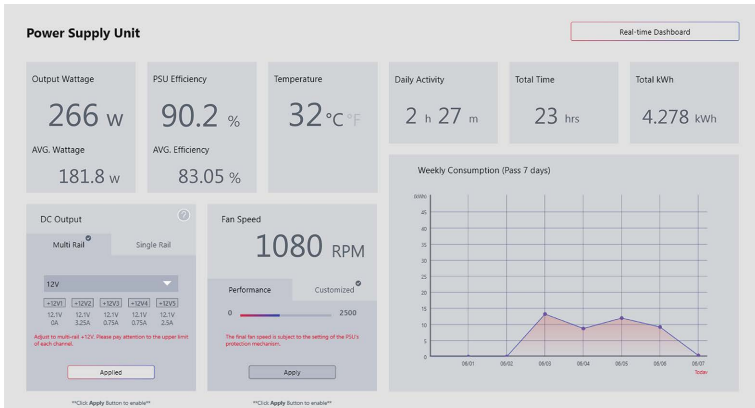 Power Supply Unit
Real-time Dashboard
Output Wattage
266 W
AVG. Wattage
181.8 W
PSU Efficiency
90.2 %
AVG. Efficiency
83.05 %
Temperature
32 °C °F
Daily Activity
2 h 27 m
Total Time
23 hrs
Total kWh
4.278 kWh
DC Output
?
Multi Rail
Single Rail
12V
+12V1 +12V2 +12V3 +12V4 +12V5
12.1V 12.1V 12.1V 12.1V 12.1V
0A 3.25A 0.75A 0.75A 2.5A
Adjust to multi-rail +12V. Please pay attention to the upper limit
of each channel.
Applied
**Click Apply Button to enable**
Fan Speed
1080 RPM
Performance
Customized
0 2500
The final fan speed is subject to the setting of the PSU's
protection mechanism.
Apply
**Click Apply Button to enable**
Weekly Consumption (Pass 7 days)
45
40
35
30
25
20
15
10
5
0
08/01 08/02 08/03 08/04 08/05 08/06 08/07
Today